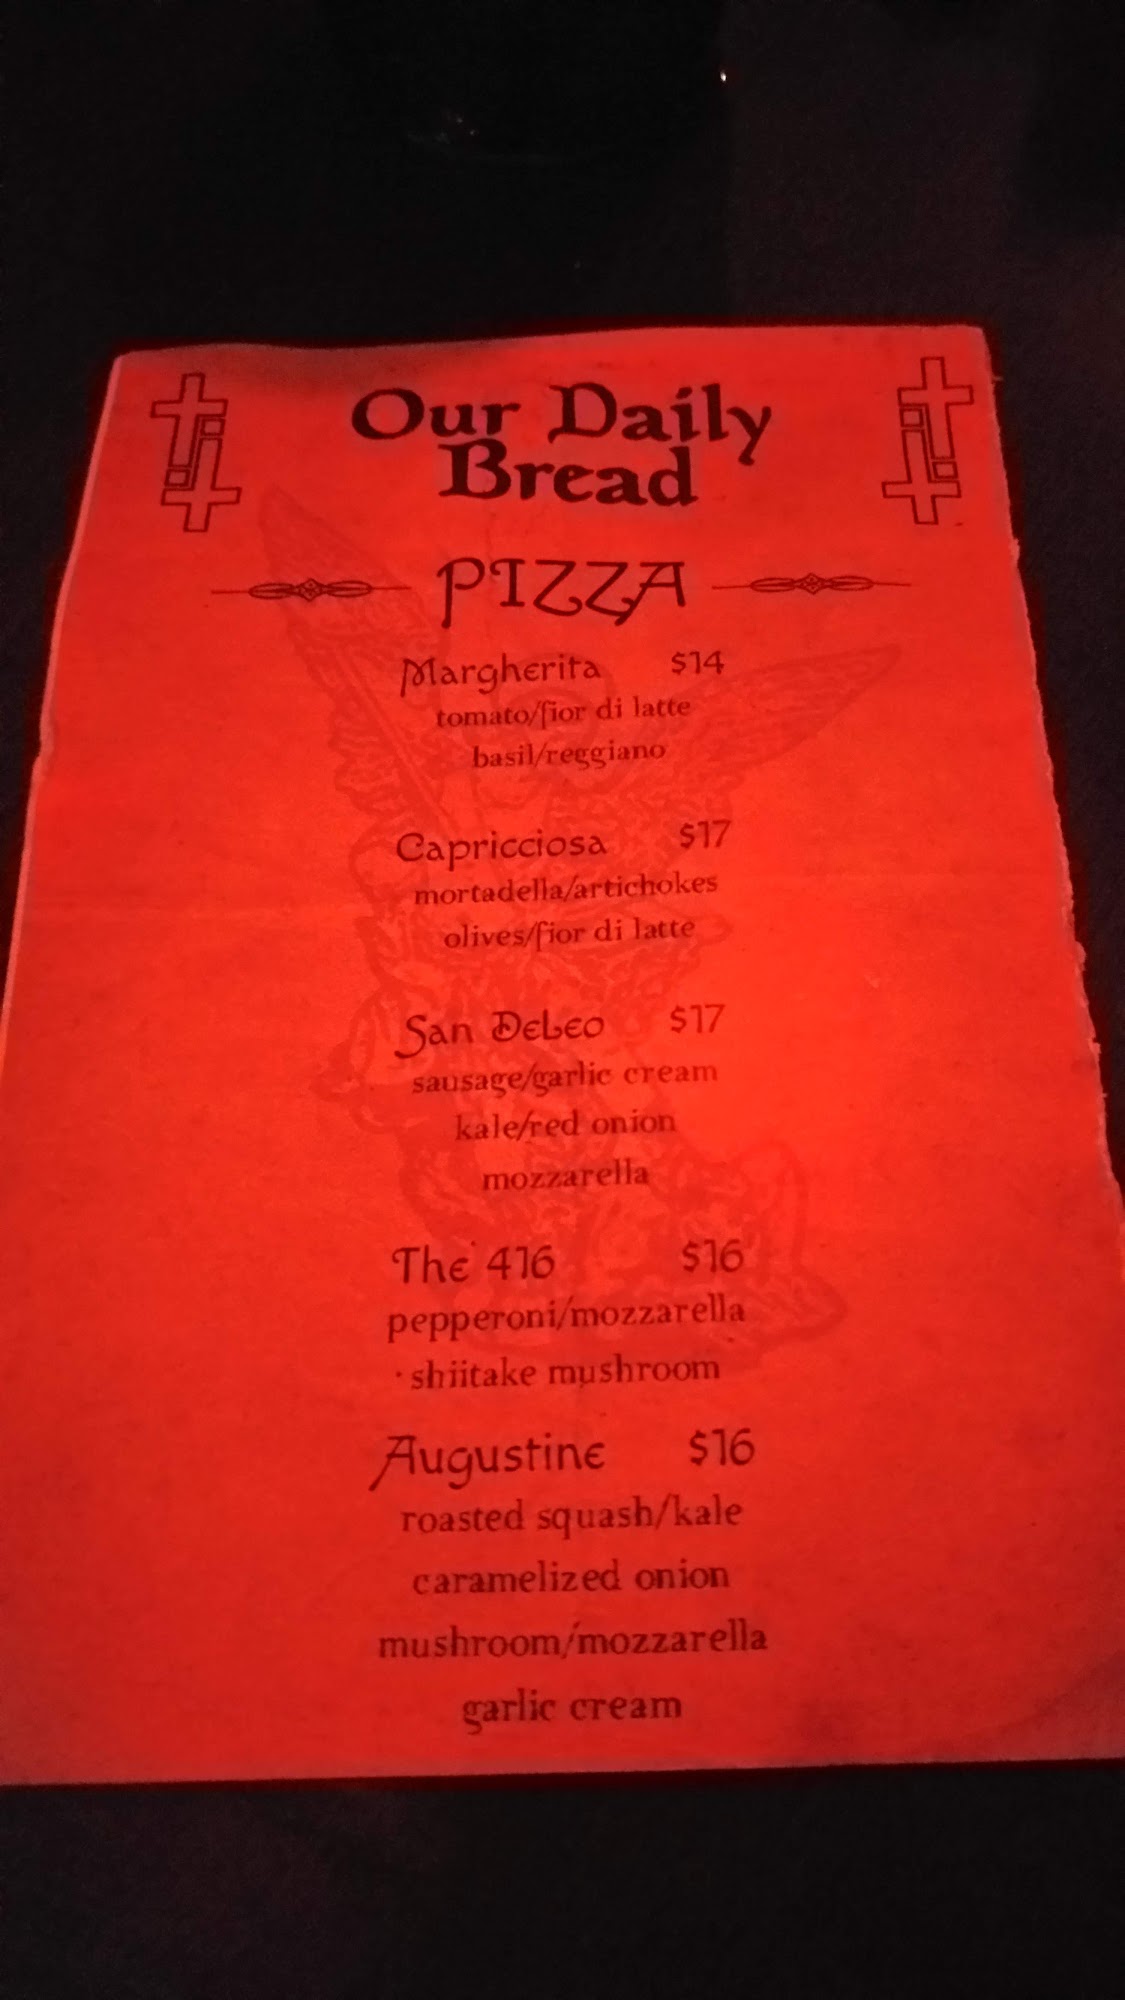 Our Daily
Bread
PIZZA
Margherita $14
tomato/fior di latte
basil/reggiano
Capricciosa $17
mortadella/artichokes
olives/fior di latte
San DeLeo $17
sausage/garlic cream
kale/red onion
mozzarella
The 416 $16
pepperoni/mozzarella
shiitake mushroom
Augustine $16
roasted squash/kale
caramelized onion
mushroom/mozzarella
garlic cream